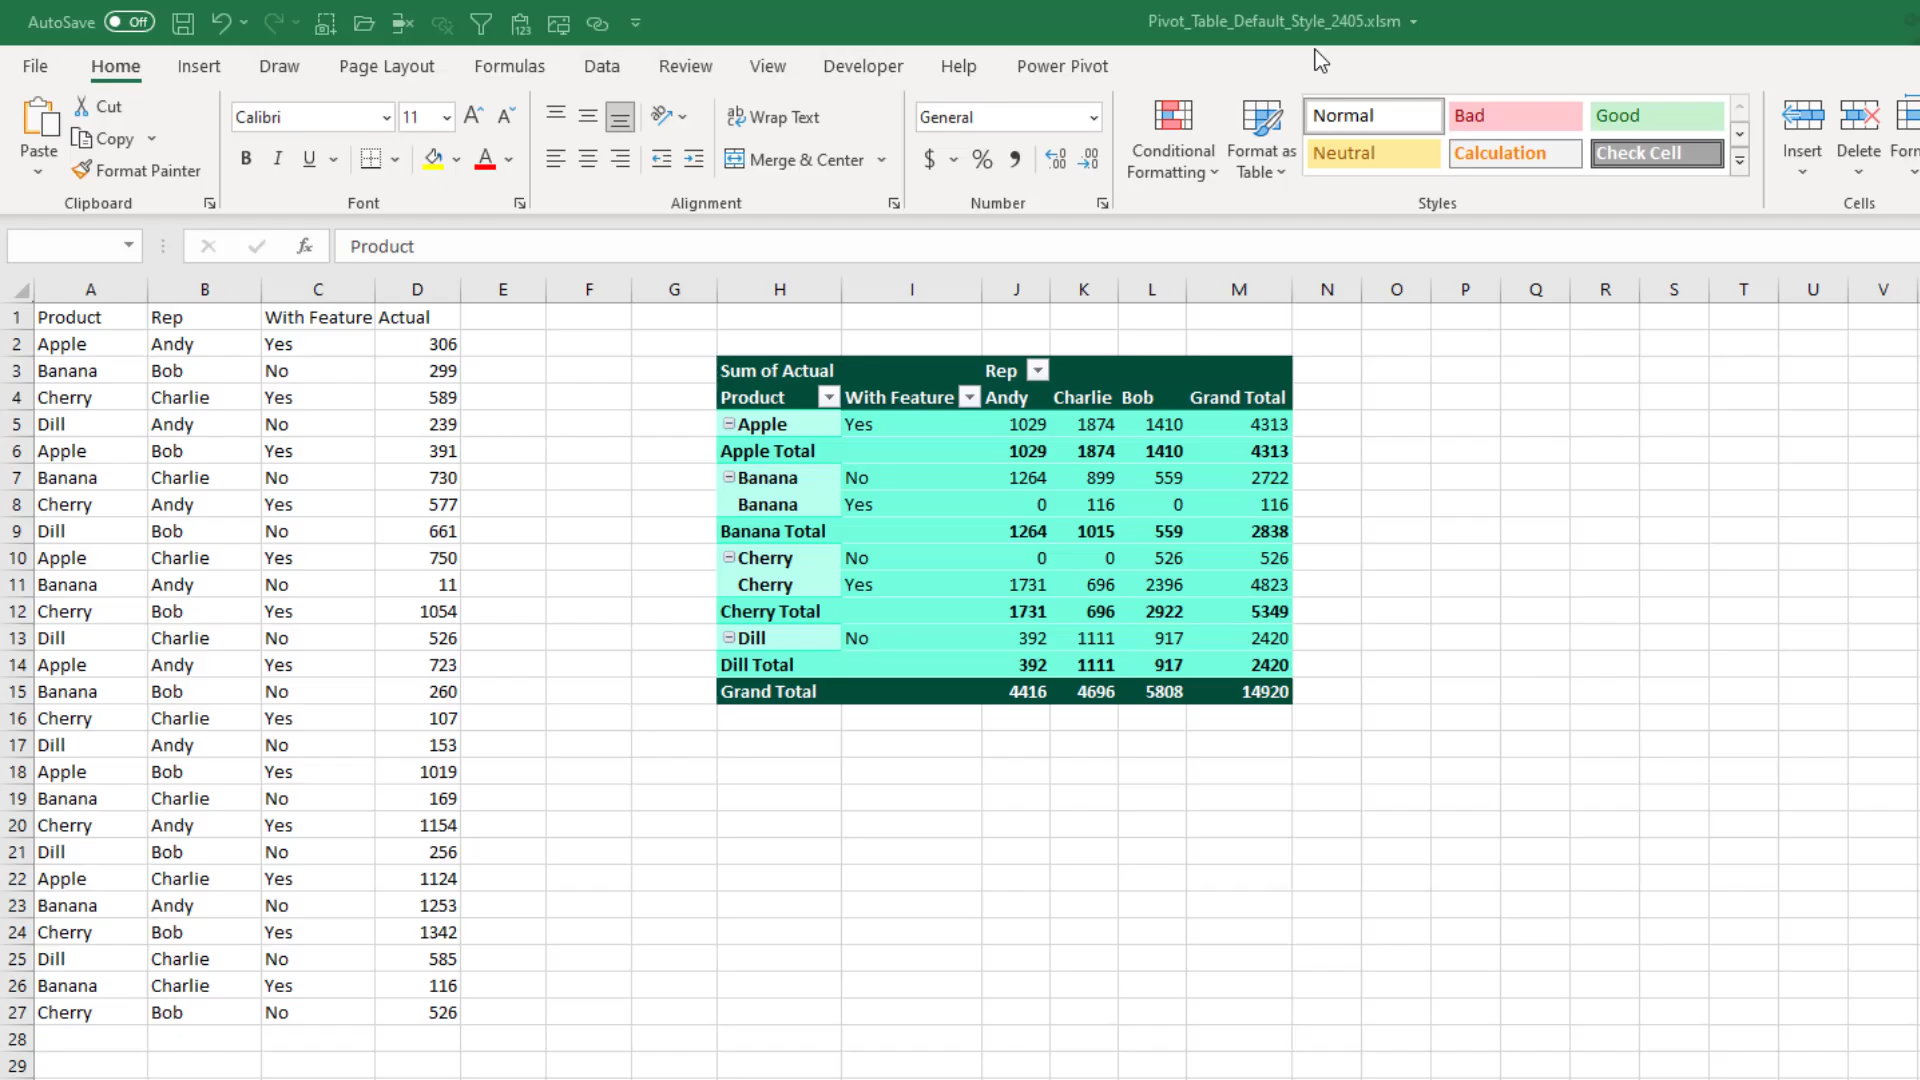 AutoSave Off Pivot_Table_Default_Style_2405.xlsm
File Home Insert Draw Page Layout Formulas Data Review View Developer Help Power Pivot
Paste Cut Copy Format Painter
Clipboard
Calibri 11
B I U A
Font
ab Wrap Text
Merge & Center
Alignment
General
$ % 9 .00
Number
Conditional Formatting
Format as Table
Normal Bad Good
Neutral Calculation Check Cell
Styles
Insert Delete
Cells
fx Product
A B C D E F G H I J K L M N O P Q R S T U V
1 Product Rep With Feature Actual
2 Apple Andy Yes 306
3 Banana Bob No 299 Sum of Actual Rep
4 Cherry Charlie Yes 589 Product With Feature Andy Charlie Bob Grand Total
5 Dill Andy No 239 Apple Yes 1029 1874 1410 4313
6 Apple Bob Yes 391 Apple Total 1029 1874 1410 4313
7 Banana Charlie No 730 Banana No 1264 899 559 2722
8 Cherry Andy Yes 577 Banana Yes 0 116 0 116
9 Dill Bob No 661 Banana Total 1264 1015 559 2838
10 Apple Charlie Yes 750 Cherry No 0 0 526 526
11 Banana Andy No 11 Cherry Yes 1731 696 2396 4823
12 Cherry Bob Yes 1054 Cherry Total 1731 696 2922 5349
13 Dill Charlie No 526 Dill No 392 1111 917 2420
14 Apple Andy Yes 723 Dill Total 392 1111 917 2420
15 Banana Bob No 260 Grand Total 4416 4696 5808 14920
16 Cherry Charlie Yes 107
17 Dill Andy No 153
18 Apple Bob Yes 1019
19 Banana Charlie No 169
20 Cherry Andy Yes 1154
21 Dill Bob No 256
22 Apple Charlie Yes 1124
23 Banana Andy No 1253
24 Cherry Bob Yes 1342
25 Dill Charlie No 585
26 Banana Charlie Yes 116
27 Cherry Bob No 526
28
29